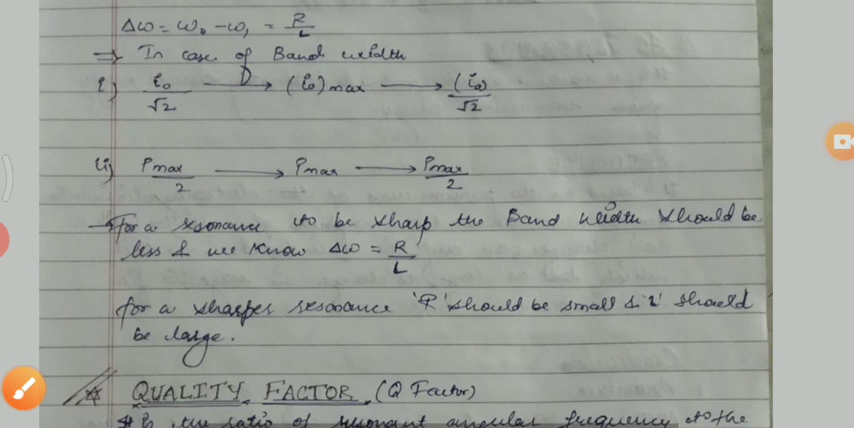 Δω = ω₀ - ω₁ = R/L
⇒ In case of Band width
i) i₀/√2 → (i₀)max → (i₀)/√2
ii) Pmax/2 → Pmax → Pmax/2
→ For a resonance to be sharp the Band width should be
less & we know Δω = R/L
for a sharper resonance 'R' should be small & 'L' should
be large.
QUALITY FACTOR (Q Factor)
the ratio of resonant angular frequency to the